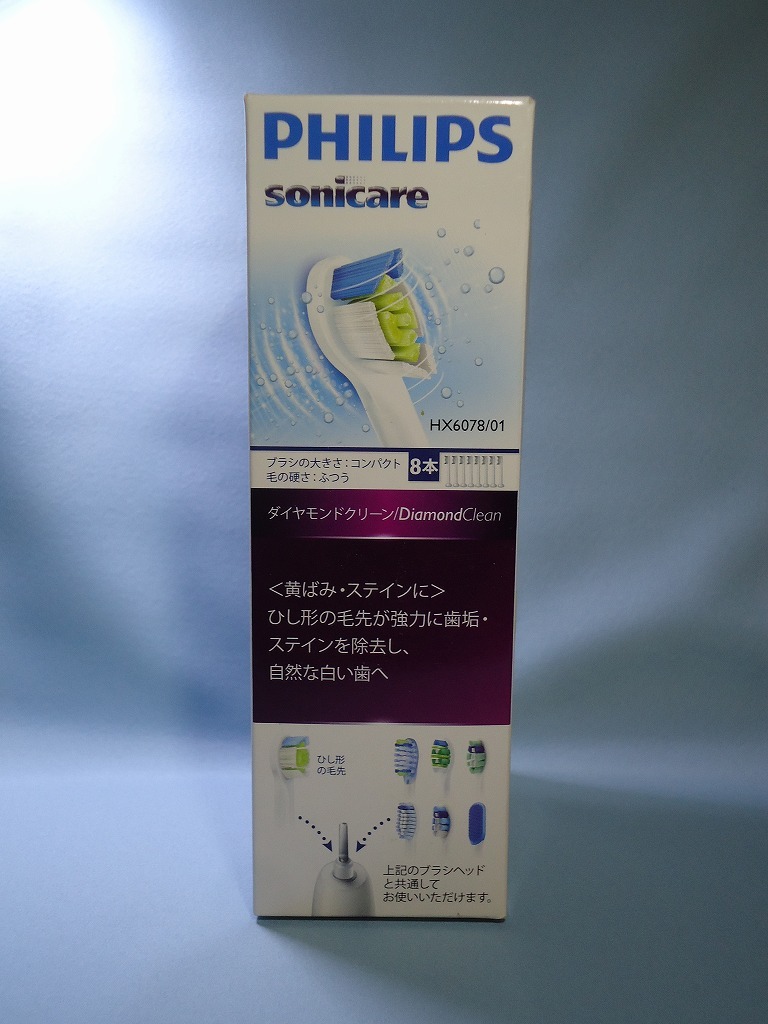 PHILIPS
sonicare
HX6078/01
ブラシの大きさ：コンパクト
毛の硬さ：ふつう
8本
ダイヤモンドクリーン/DiamondClean
＜黄ばみ・ステインに＞
ひし形の毛先が強力に歯垢・
ステインを除去し、
自然な白い歯へ
ひし形
の毛先
上記のブラシヘッド
と共通して
お使いいただけます。